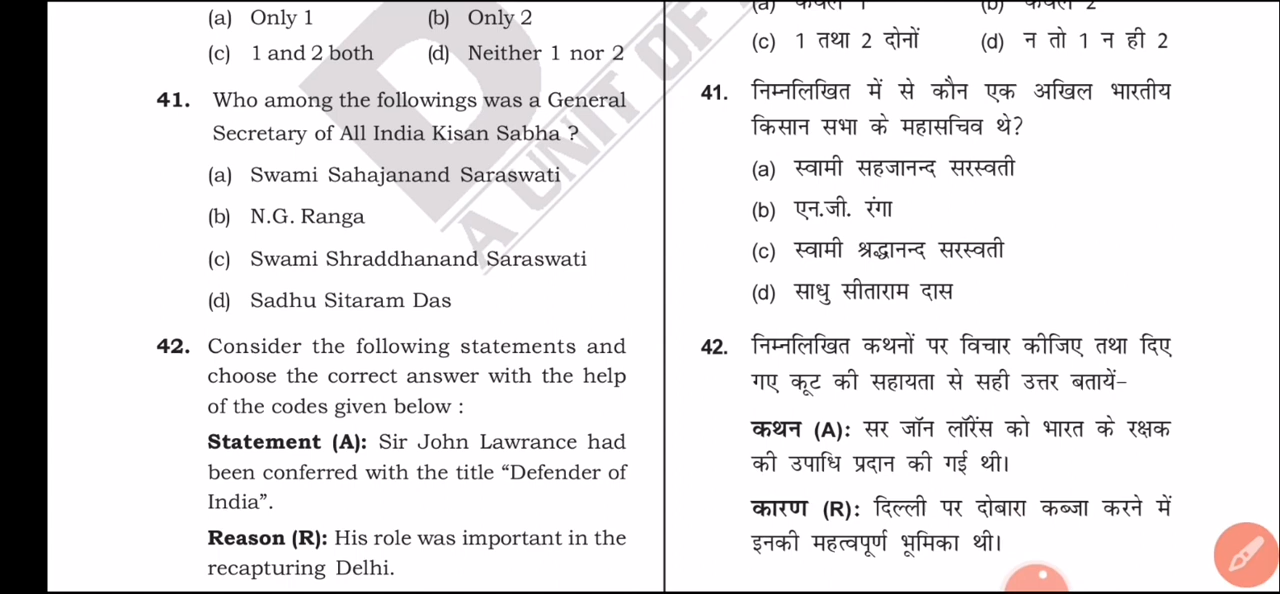 (a) Only 1 (b) Only 2
(c) 1 and 2 both (d) Neither 1 nor 2
41. Who among the followings was a General
Secretary of All India Kisan Sabha ?
(a) Swami Sahajanand Saraswati
(b) N.G. Ranga
(c) Swami Shraddhanand Saraswati
(d) Sadhu Sitaram Das
42. Consider the following statements and
choose the correct answer with the help
of the codes given below :
Statement (A): Sir John Lawrance had
been conferred with the title “Defender of
India”.
Reason (R): His role was important in the
recapturing Delhi.
(a) केवल 1 (b) केवल 2
(c) 1 तथा 2 दोनों (d) न तो 1 न ही 2
41. निम्नलिखित में से कौन एक अखिल भारतीय
किसान सभा के महासचिव थे?
(a) स्वामी सहजानन्द सरस्वती
(b) एन.जी. रंगा
(c) स्वामी श्रद्धानन्द सरस्वती
(d) साधु सीताराम दास
42. निम्नलिखित कथनों पर विचार कीजिए तथा दिए
गए कूट की सहायता से सही उत्तर बतायें–
कथन (A): सर जॉन लॉरेंस को भारत के रक्षक
की उपाधि प्रदान की गई थी।
कारण (R): दिल्ली पर दोबारा कब्जा करने में
इनकी महत्वपूर्ण भूमिका थी।
A UNIT OF